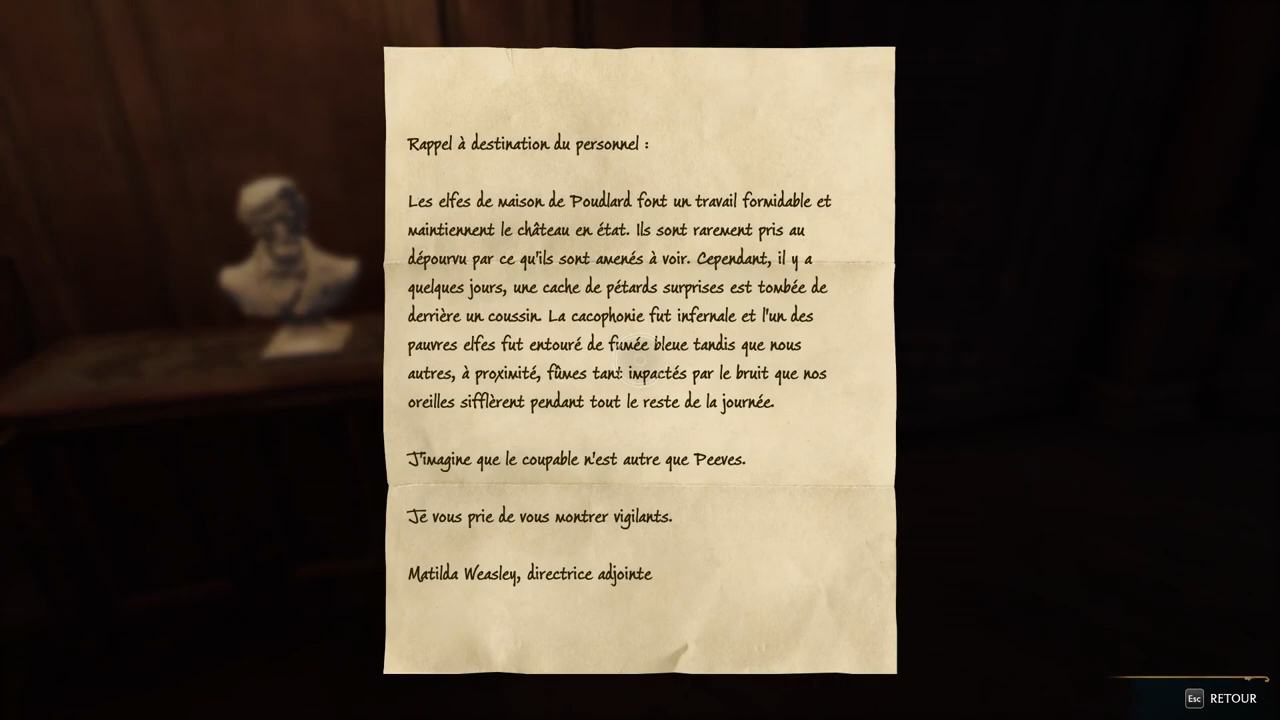 Rappel à destination du personnel :
Les elfes de maison de Poudlard font un travail formidable et
maintiennent le château en état. Ils sont rarement pris au
dépourvu par ce qu'ils sont amenés à voir. Cependant, il y a
quelques jours, une cache de pétards surprises est tombée de
derrière un coussin. La cacophonie fut infernale et l'un des
pauvres elfes fut entouré de fumée bleue tandis que nous
autres, à proximité, fûmes tant impactés par le bruit que nos
oreilles sifflèrent pendant tout le reste de la journée.
J'imagine que le coupable n'est autre que Peeves.
Je vous prie de vous montrer vigilants.
Matilda Weasley, directrice adjointe
Esc RETOUR